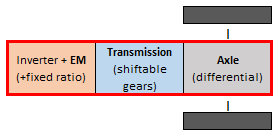 Inverter + EM
(+fixed ratio)
Transmission
(shiftable
gears)
Axle
(differential)